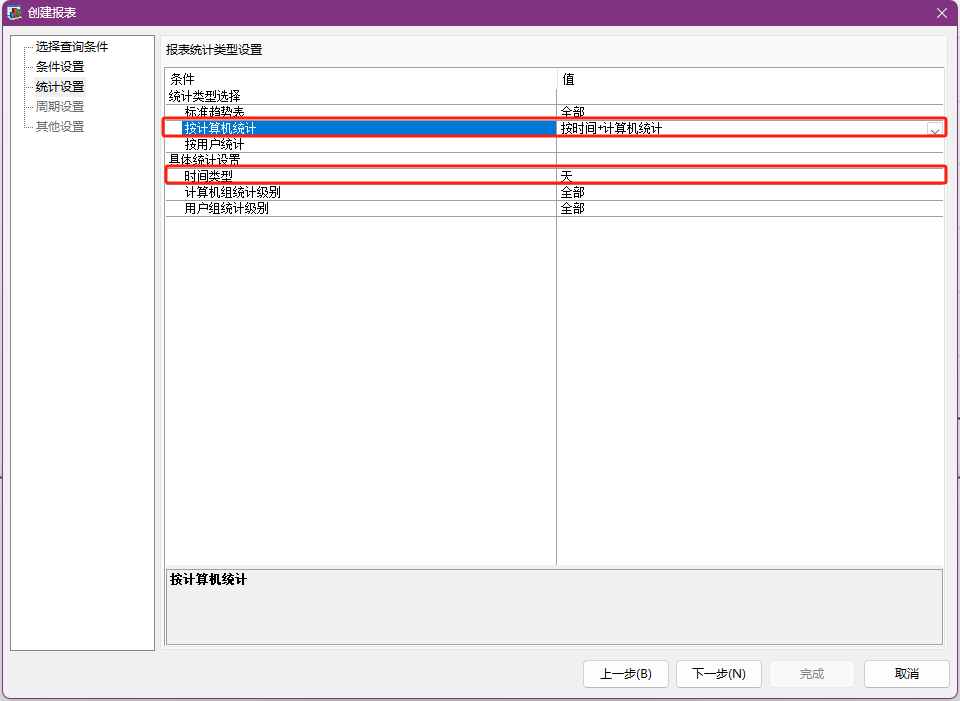 创建报表
选择查询条件
条件设置
统计设置
周期设置
其他设置
报表统计类型设置
条件 值
统计类型选择
标准趋势表 全部
按计算机统计 按时间+计算机统计
按用户统计
具体统计设置
时间类型 天
计算机组统计级别 全部
用户组统计级别 全部
按计算机统计
上一步(B) 下一步(N) 完成 取消